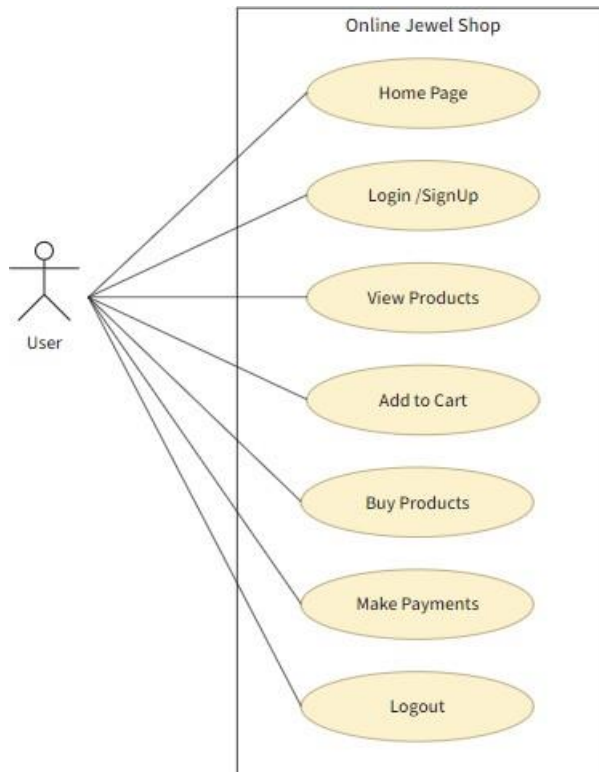 Online Jewel Shop
Home Page
Login /SignUp
View Products
User
Add to Cart
Buy Products
Make Payments
Logout